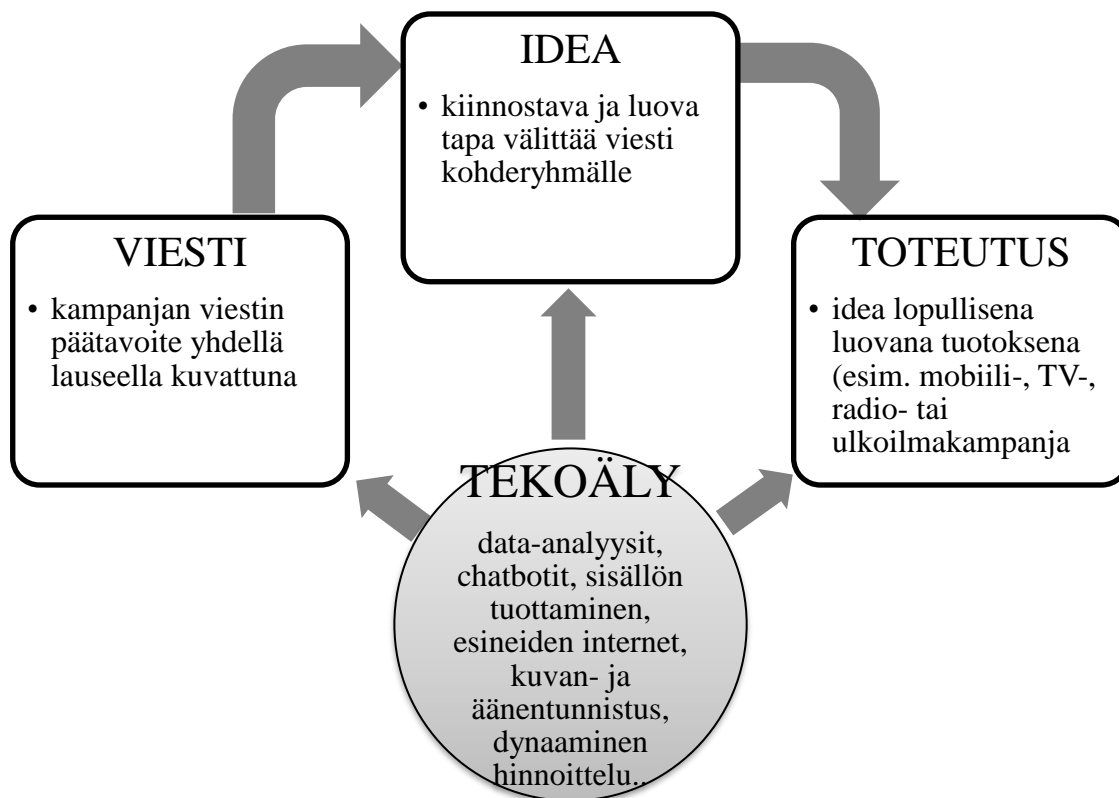 IDEA
• kiinnostava ja luova
tapa välittää viesti
kohderyhmälle
VIESTI
• kampanjan viestin
päätavoite yhdellä
lauseella kuvattuna
TOTEUTUS
• idea lopullisena
luovana tuotoksena
(esim. mobiili-, TV-,
radio- tai
ulkoilmakampanja
TEKOÄLY
data-analyysit,
chatbotit, sisällön
tuottaminen,
esineiden internet,
kuvan- ja
äänentunnistus,
dynaaminen
hinnoittelu..